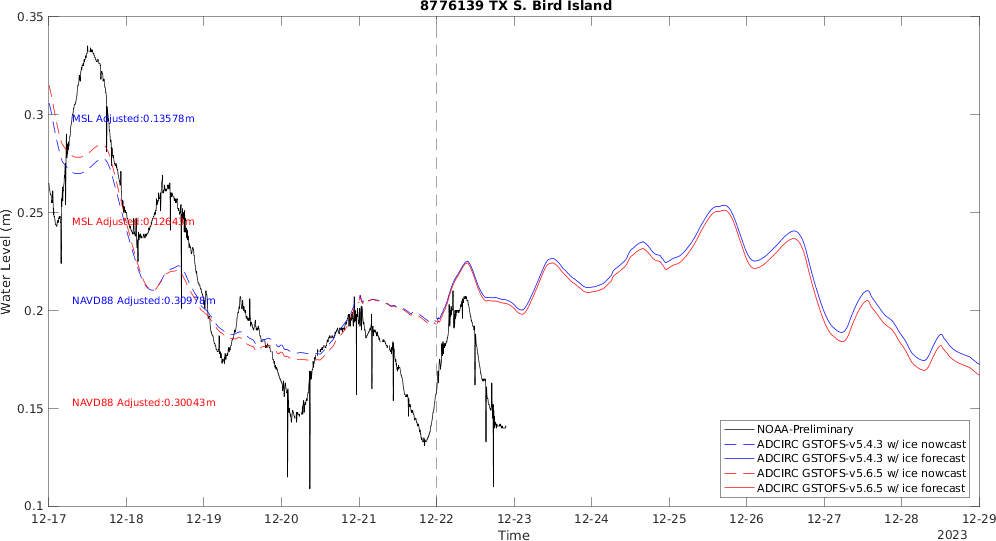 8776139 TX S. Bird Island
0.35
0.3
0.25
0.2
0.15
0.1
Water Level (m)
MSL Adjusted:0.13578m
MSL Adjusted:0.12643m
NAVD88 Adjusted:0.30978m
NAVD88 Adjusted:0.30043m
NOAA-Preliminary
ADCIRC GSTOFS-v5.4.3 w/ ice nowcast
ADCIRC GSTOFS-v5.4.3 w/ ice forecast
ADCIRC GSTOFS-v5.6.5 w/ ice nowcast
ADCIRC GSTOFS-v5.6.5 w/ ice forecast
12-17 12-18 12-19 12-20 12-21 12-22 12-23 12-24 12-25 12-26 12-27 12-28 12-29
Time
2023